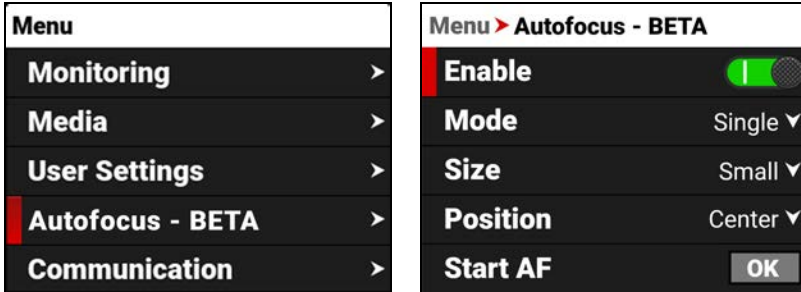 Menu
Monitoring
Media
User Settings
Autofocus - BETA
Communication
Menu > Autofocus - BETA
Enable
Mode Single
Size Small
Position Center
Start AF OK